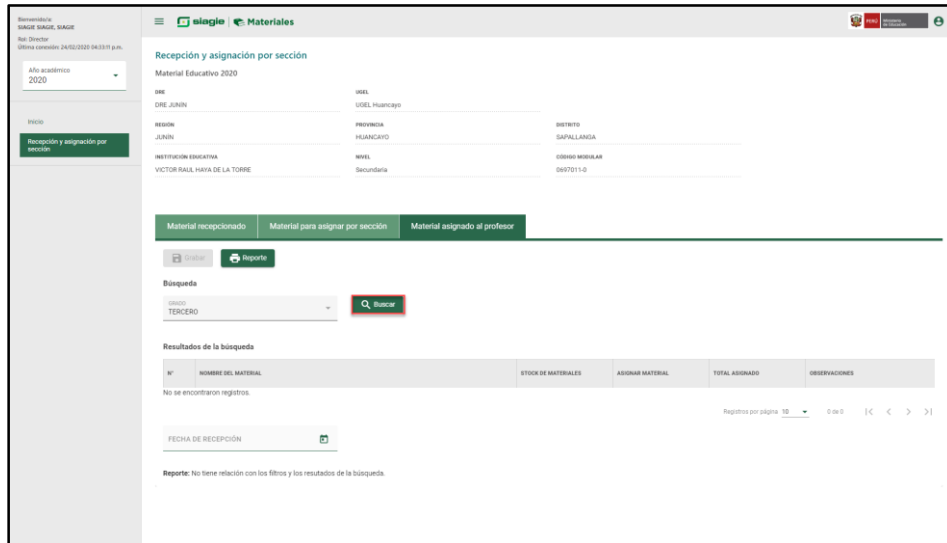 Bienvenido/a
SIAGIE SIAGIE, SIAGIE
Rol: Director
Última conexión: 24/02/2020 04:33:11 p.m.
Año académico
2020
Inicio
Recepción y asignación por
sección
siagie | Materiales
PERÚ Ministerio de Educación
Recepción y asignación por sección
Material Educativo 2020
DRE UGEL
DRE JUNIN UGEL Huancayo
REGIÓN PROVINCIA DISTRITO
JUNÍN HUANCAYO SAPALLANGA
INSTITUCIÓN EDUCATIVA NIVEL CÓDIGO MODULAR
VICTOR RAUL HAYA DE LA TORRE Secundaria 0697011-0
Material recepcionado Material para asignar por sección Material asignado al profesor
Grabar Reporte
Búsqueda
GRADO
TERCERO Buscar
Resultados de la búsqueda
N° NOMBRE DEL MATERIAL STOCK DE MATERIALES ASIGNAR MATERIAL TOTAL ASIGNADO OBSERVACIONES
No se encontraron registros.
Registros por página 10 0 de 0
FECHA DE RECEPCIÓN
Reporte: No tiene relación con los filtros y los resutados de la búsqueda.